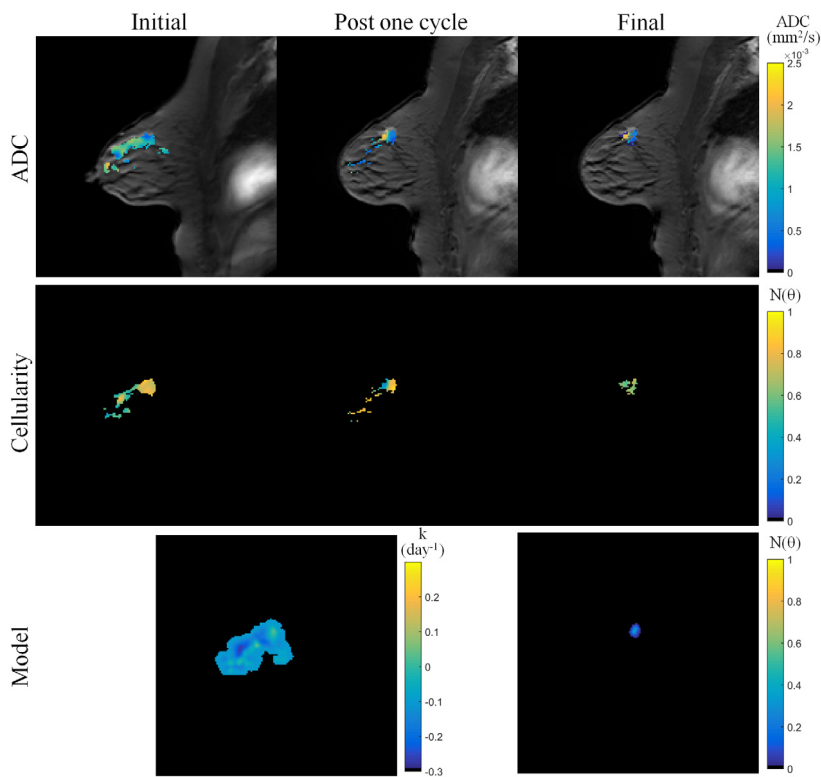 Initial
Post one cycle
Final
ADC
(mm²/s)
×10⁻³
2.5
2
1.5
1
0.5
0
ADC
N(θ)
1
0.8
0.6
0.4
0.2
0
Cellularity
k
(day⁻¹)
0.2
0.1
0
-0.1
-0.2
-0.3
N(θ)
1
0.8
0.6
0.4
0.2
0
Model